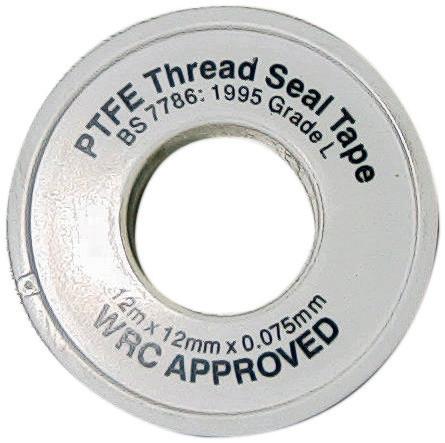 PTFE Thread Seal Tape
BS 7786: 1995 Grade L
12m x 12mm x 0.075mm
WRC APPROVED